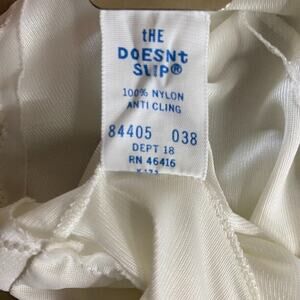 tHE
DOESNt
SLIP®
100% NYLON
ANTI CLING
84405 038
DEPT 18
RN 46416